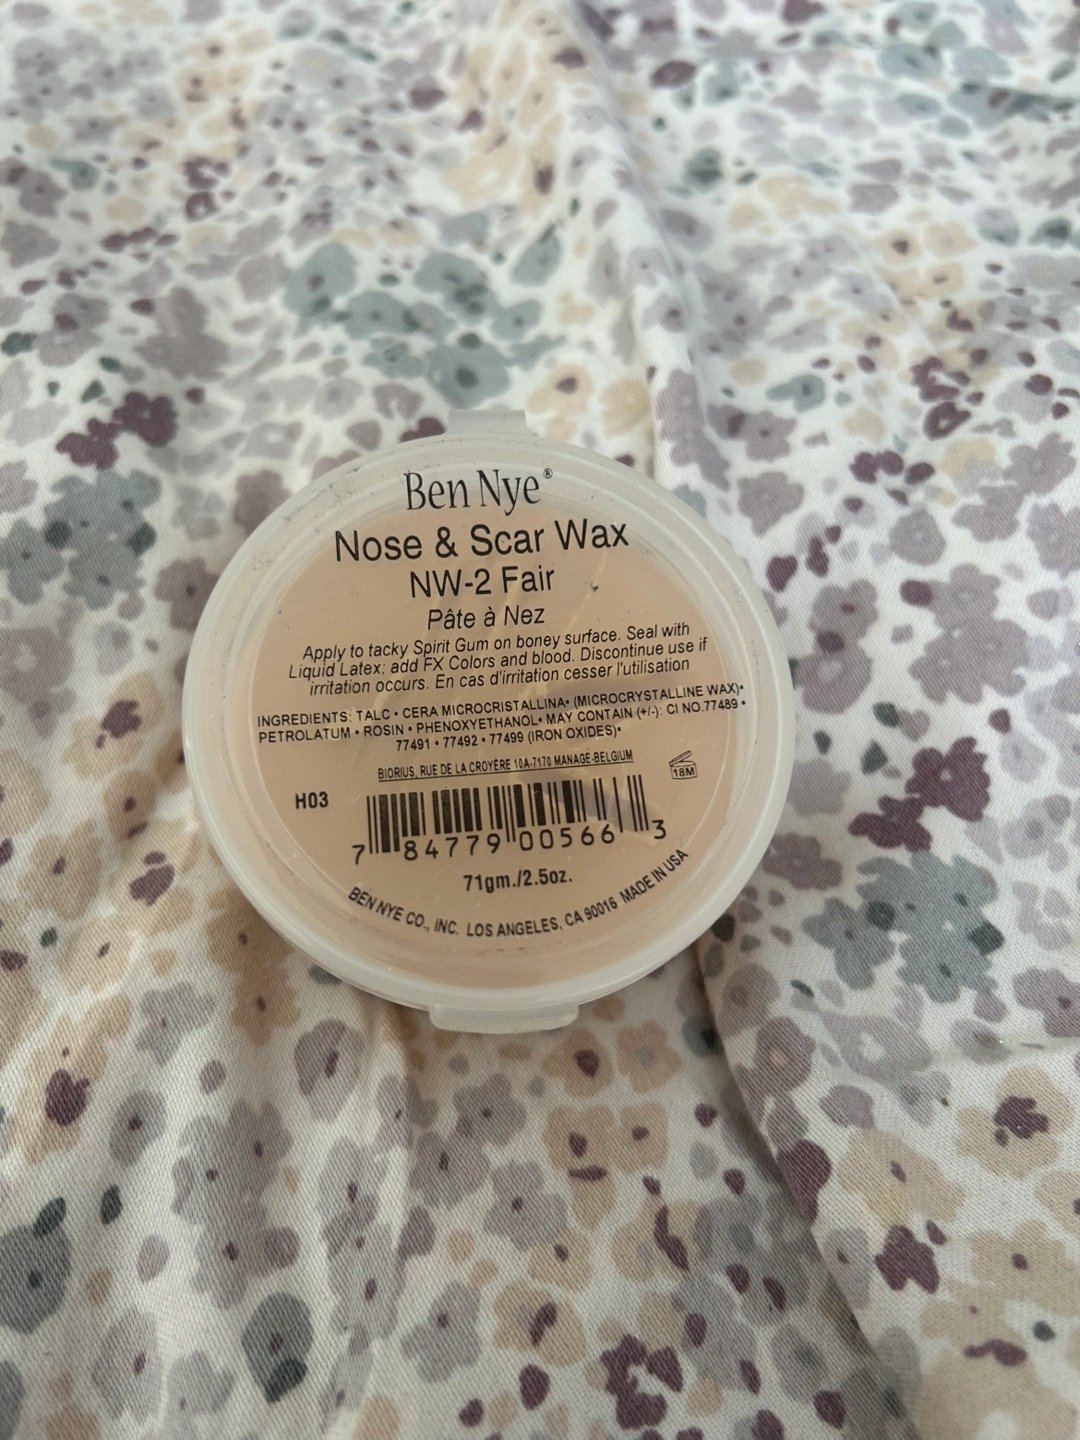 Ben Nye®
Nose & Scar Wax
NW-2 Fair
Pâte à Nez
Apply to tacky Spirit Gum on boney surface. Seal with
Liquid Latex; add FX Colors and blood. Discontinue use if
irritation occurs. En cas d'irritation cesser l'utilisation
INGREDIENTS: TALC • CERA MICROCRISTALLINA• (MICROCRYSTALLINE WAX)•
PETROLATUM • ROSIN • PHENOXYETHANOL• MAY CONTAIN (+/-): CI NO.77489 •
77491 • 77492 • 77499 (IRON OXIDES)•
BIORIUS, RUE DE LA CROYÈRE 10A-7170 MANAGE-BELGIUM
18M
H03
7 84779 00566 3
71gm./2.5oz.
BEN NYE CO., INC. LOS ANGELES, CA 90016 MADE IN USA